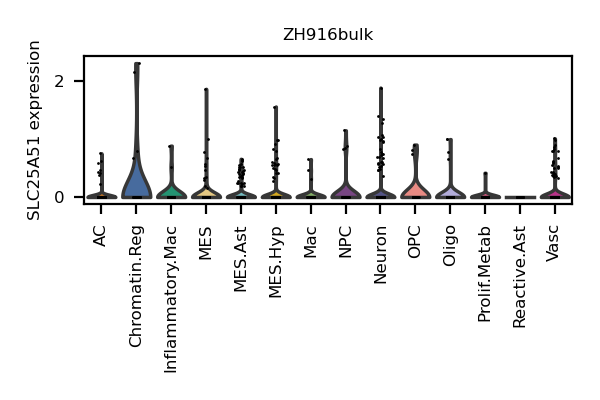 ZH916bulk
SLC25A51 expression
2
0
AC
Chromatin.Reg
Inflammatory.Mac
MES
MES.Ast
MES.Hyp
Mac
NPC
Neuron
OPC
Oligo
Prolif.Metab
Reactive.Ast
Vasc